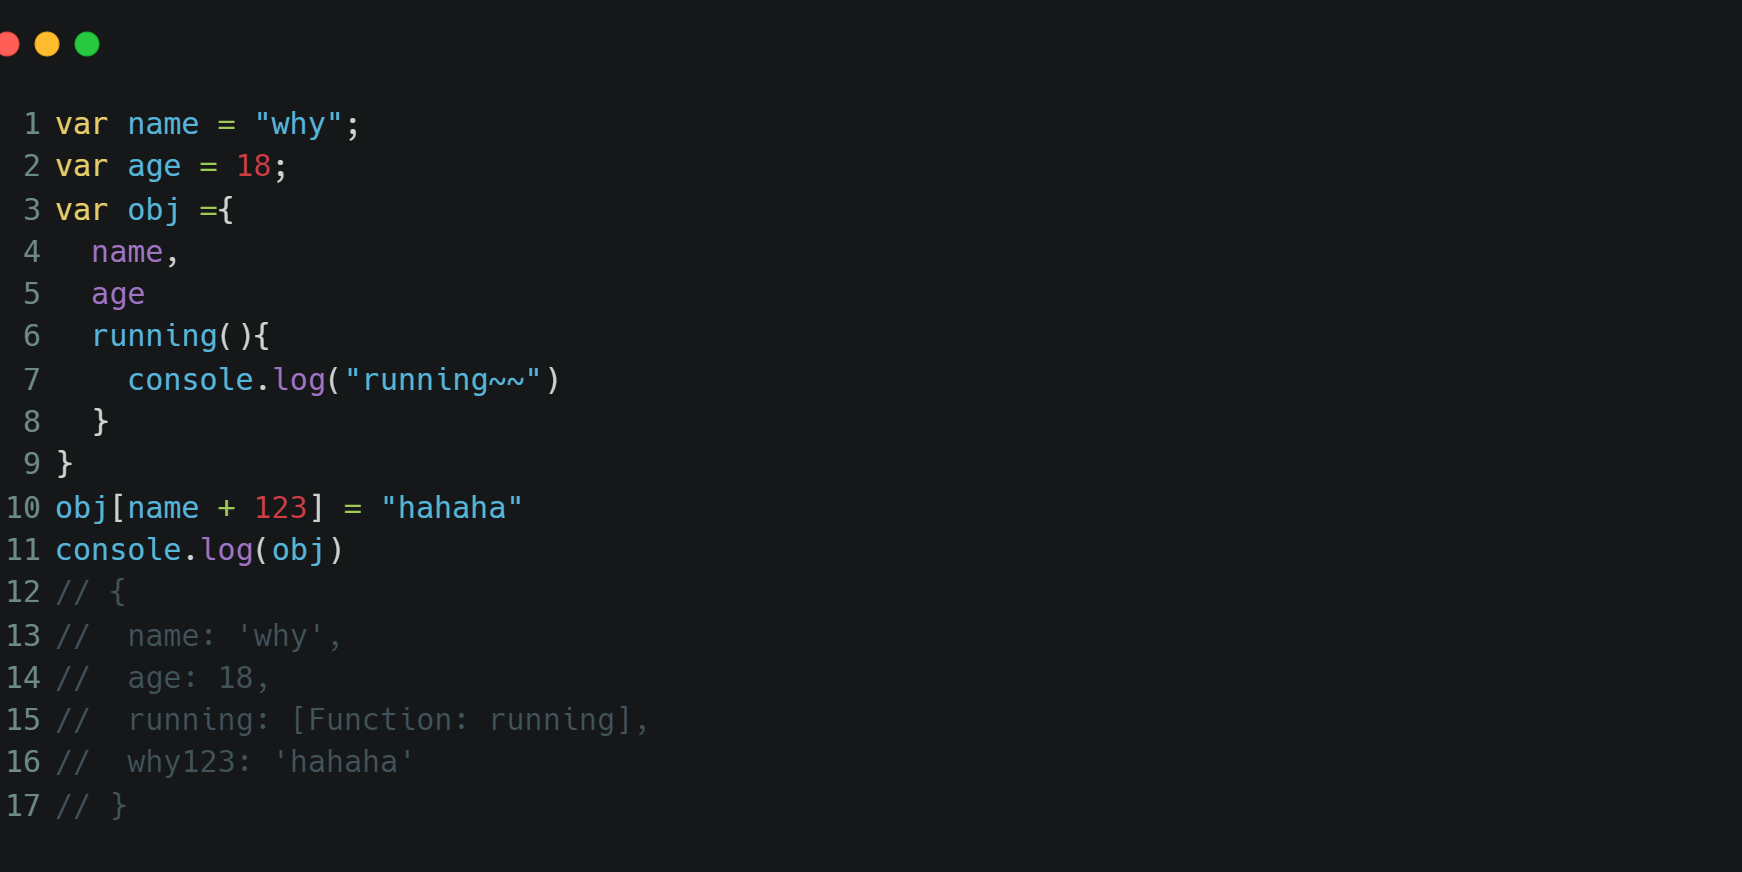 1 var name = "why";
2 var age = 18;
3 var obj ={
4   name,
5   age
6   running(){
7     console.log("running~~")
8   }
9 }
10 obj[name + 123] = "hahaha"
11 console.log(obj)
12 // {
13 //  name: 'why',
14 //  age: 18,
15 //  running: [Function: running],
16 //  why123: 'hahaha'
17 // }